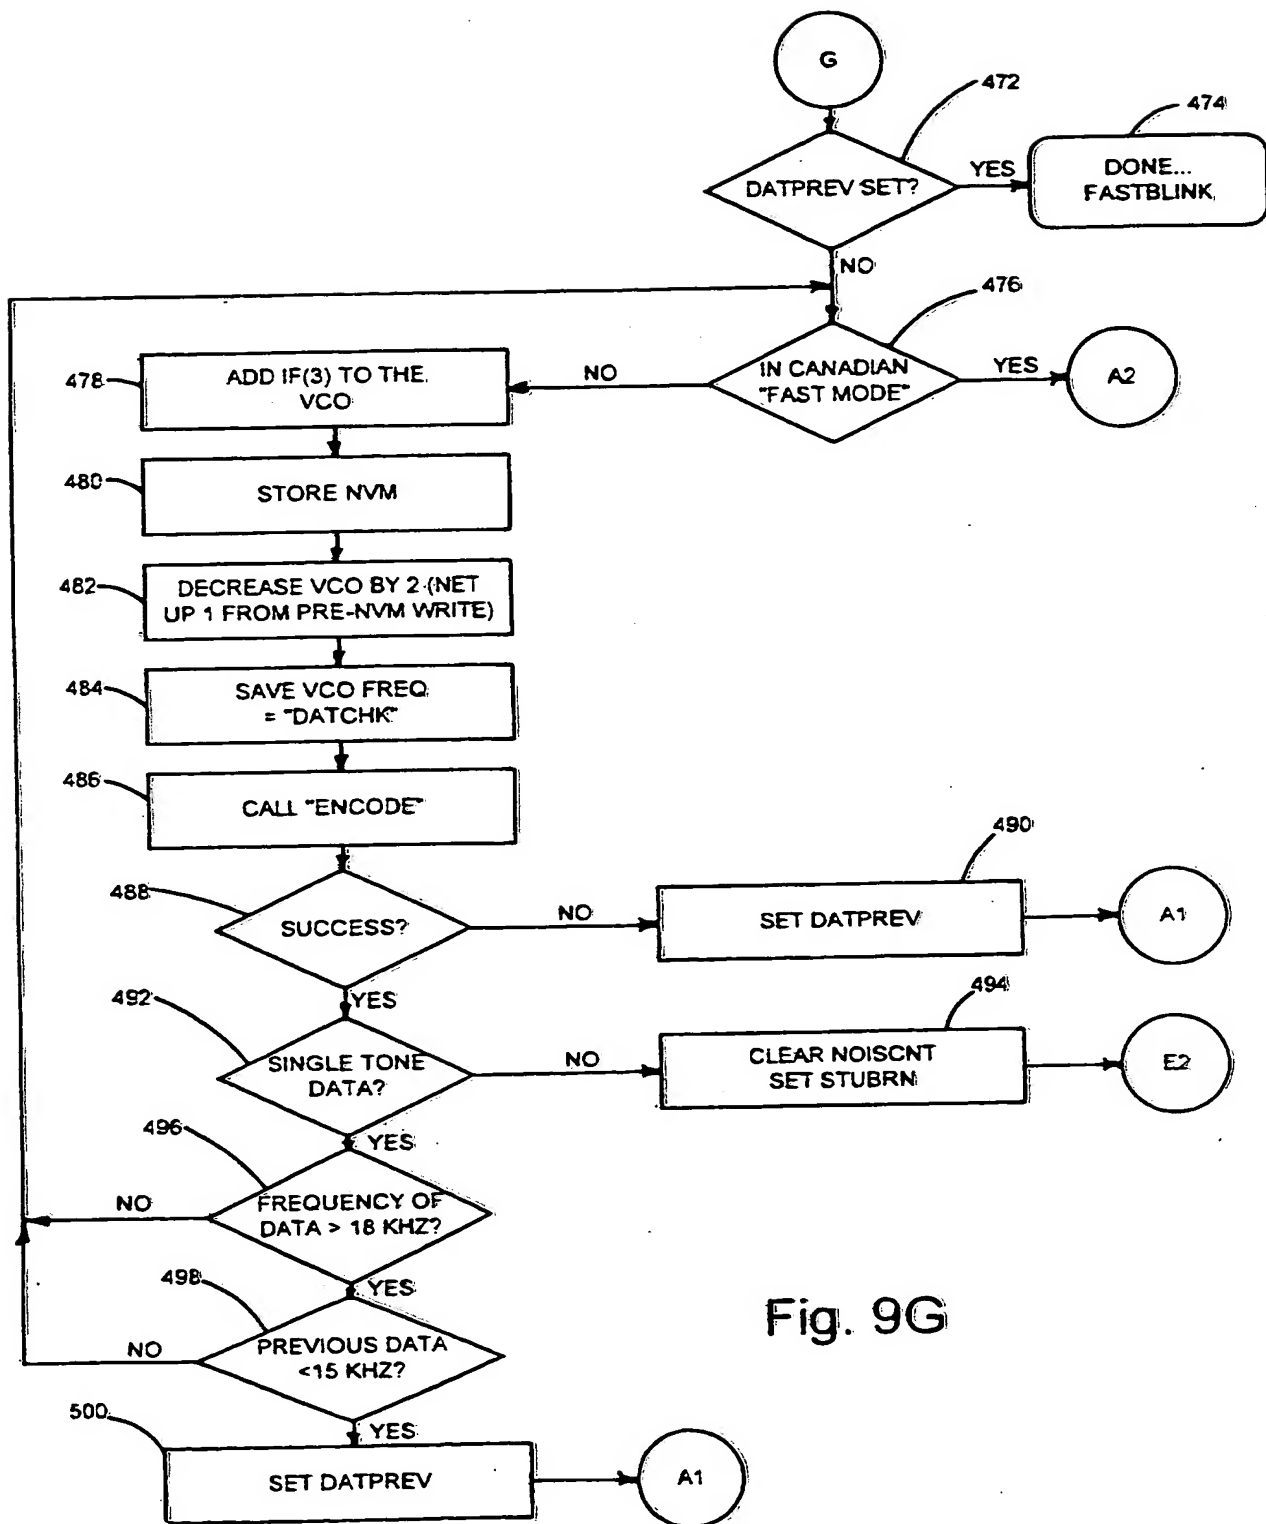 G
472
474
DATPREV SET?
YES
DONE...
FASTBLINK
NO
476
478
ADD IF(3) TO THE
VCO
NO
IN CANADIAN
"FAST MODE"
YES
A2
480
STORE NVM
482
DECREASE VCO BY 2 (NET
UP 1 FROM PRE-NVM WRITE)
484
SAVE VCO FREQ
= "DATCHK"
486
CALL "ENCODE"
490
488
SUCCESS?
NO
SET DATPREV
A1
YES
492
494
SINGLE TONE
DATA?
NO
CLEAR NOISCNT
SET STUBRN
E2
YES
496
NO
FREQUENCY OF
DATA > 18 KHZ?
YES
498
NO
PREVIOUS DATA
<15 KHZ?
Fig. 9G
YES
500
SET DATPREV
A1